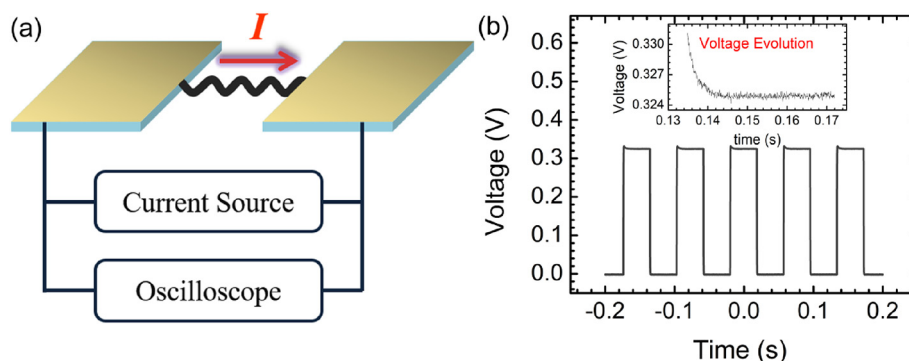 (a)
I
Current Source
Oscilloscope
(b)
Voltage (V)
0.6
0.5
0.4
0.3
0.2
0.1
0.0
-0.2
-0.1
0.0
0.1
0.2
Time (s)
Voltage Evolution
Voltage (V)
0.330
0.325
0.324
0.13
0.14
0.15
0.16
0.17
time (s)